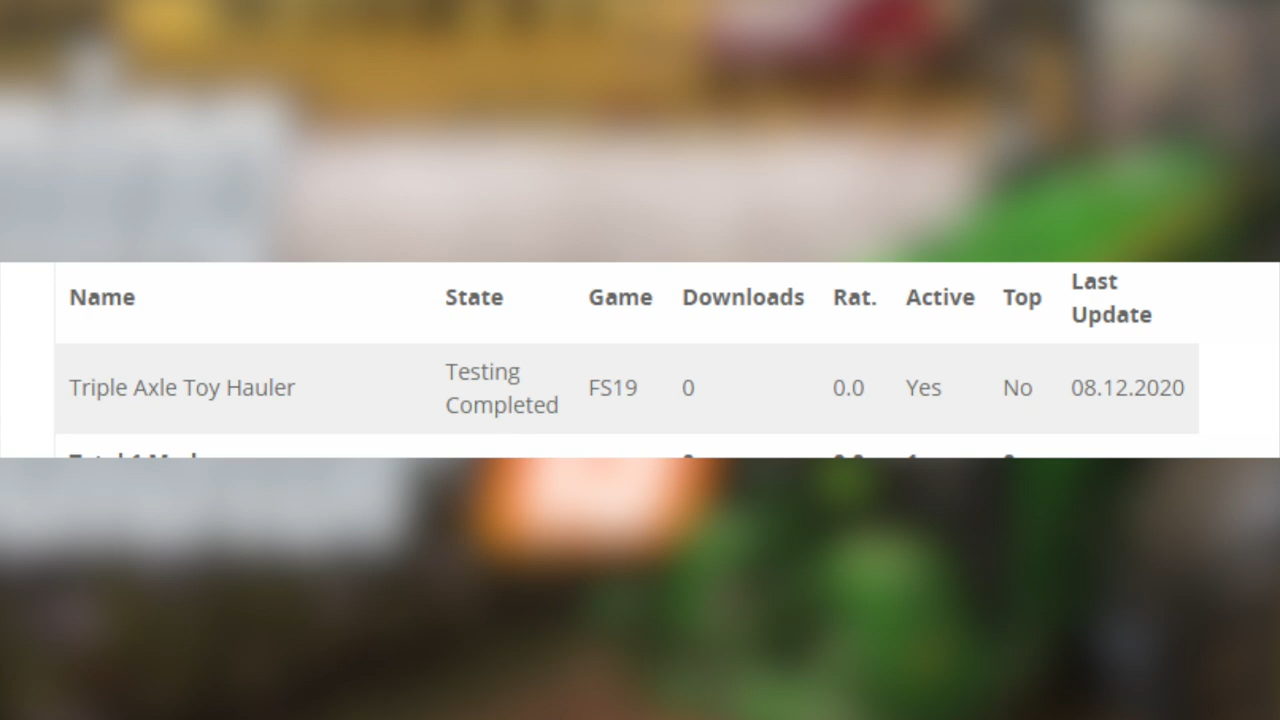 Name State Game Downloads Rat. Active Top Last Update
Triple Axle Toy Hauler Testing Completed FS19 0 0.0 Yes No 08.12.2020